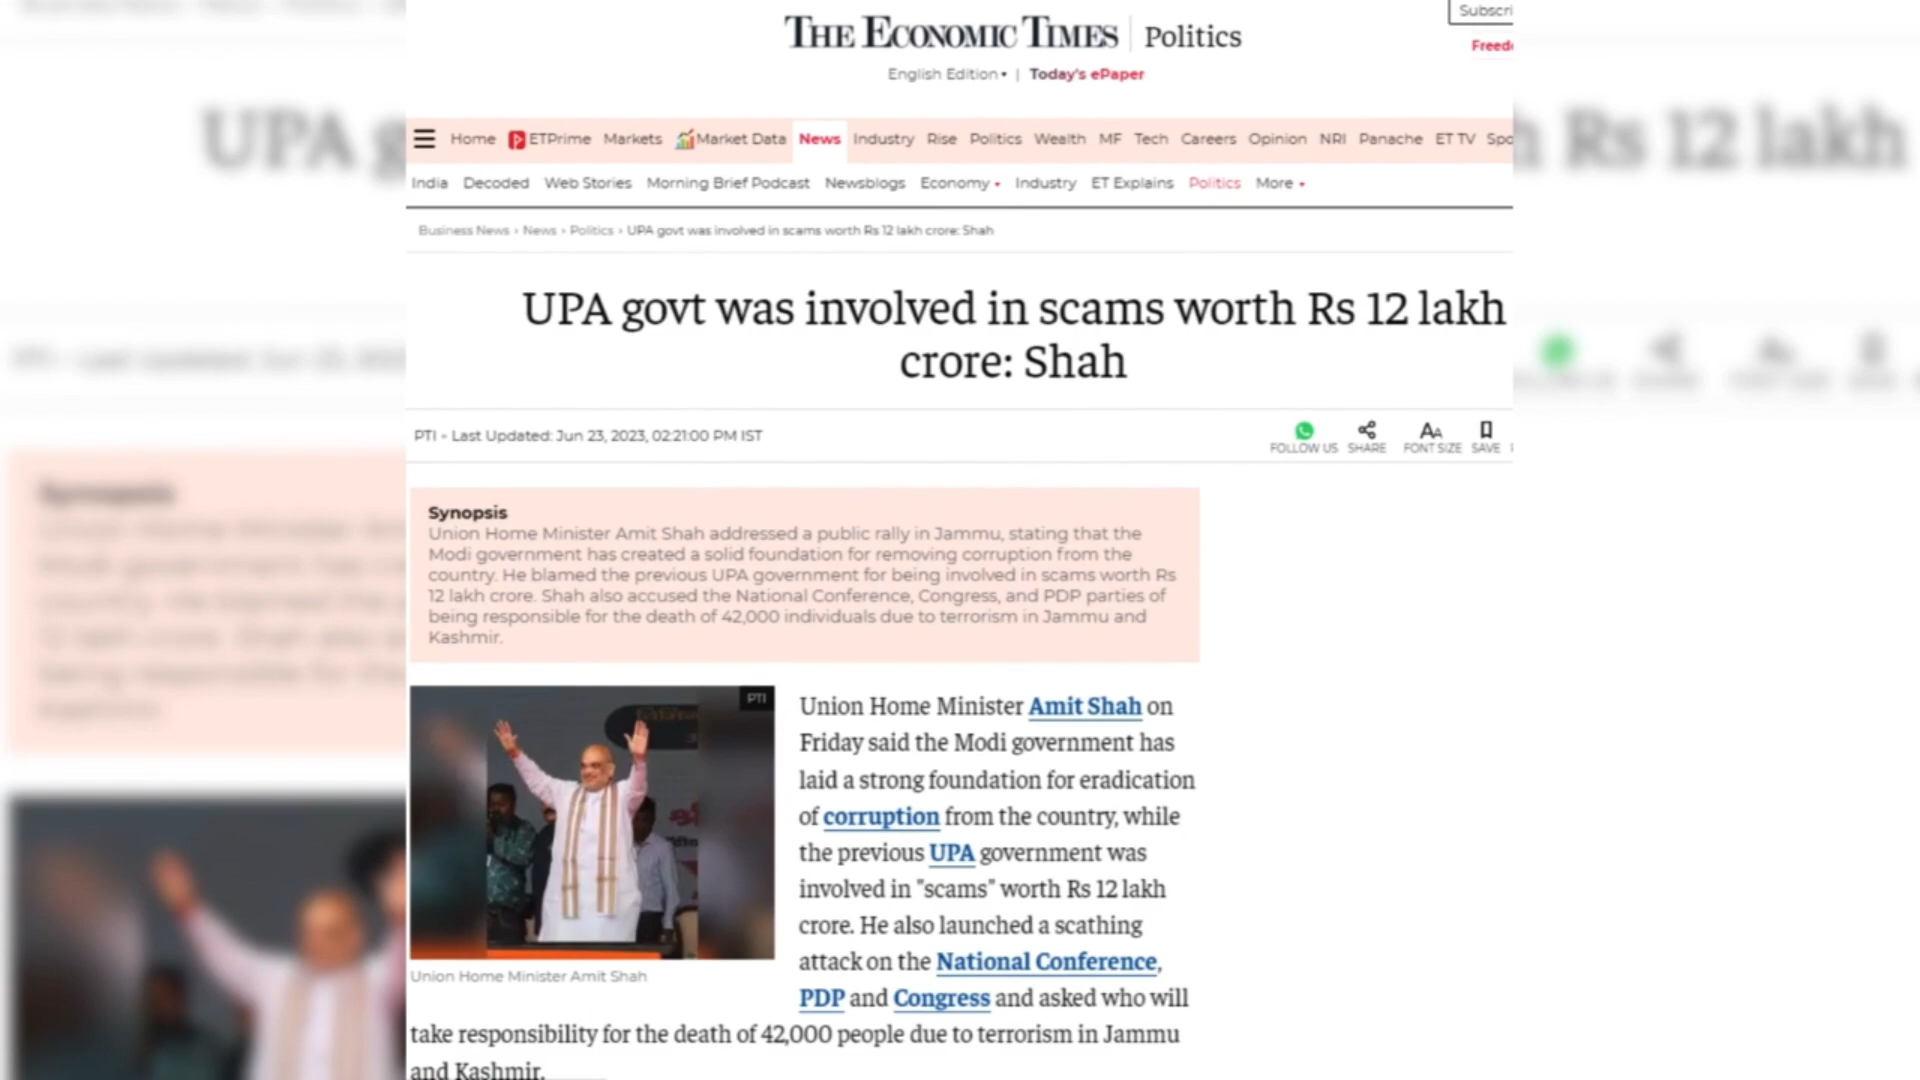 THE ECONOMIC TIMES | Politics
Subscri
Freed
English Edition | Today's ePaper
UPA g
h Rs 12 lakh
Home ETPrime Markets Market Data News Industry Rise Politics Wealth MF Tech Careers Opinion NRI Panache ET TV Spo
India Decoded Web Stories Morning Brief Podcast Newsblogs Economy Industry ET Explains Politics More
Business News › News › Politics › UPA govt was involved in scams worth Rs 12 lakh crore: Shah
UPA govt was involved in scams worth Rs 12 lakh
crore: Shah
PTI • Last Updated: Jun 23, 2023, 02:21:00 PM IST
FOLLOW US SHARE FONT SIZE SAVE
Synopsis
Union Home Minister Amit Shah addressed a public rally in Jammu, stating that the
Modi government has created a solid foundation for removing corruption from the
country. He blamed the previous UPA government for being involved in scams worth Rs
12 lakh crore. Shah also accused the National Conference, Congress, and PDP parties of
being responsible for the death of 42,000 individuals due to terrorism in Jammu and
Kashmir.
PTI
Union Home Minister Amit Shah
Union Home Minister Amit Shah on
Friday said the Modi government has
laid a strong foundation for eradication
of corruption from the country, while
the previous UPA government was
involved in "scams" worth Rs 12 lakh
crore. He also launched a scathing
attack on the National Conference,
PDP and Congress and asked who will
take responsibility for the death of 42,000 people due to terrorism in Jammu
and Kashmir.